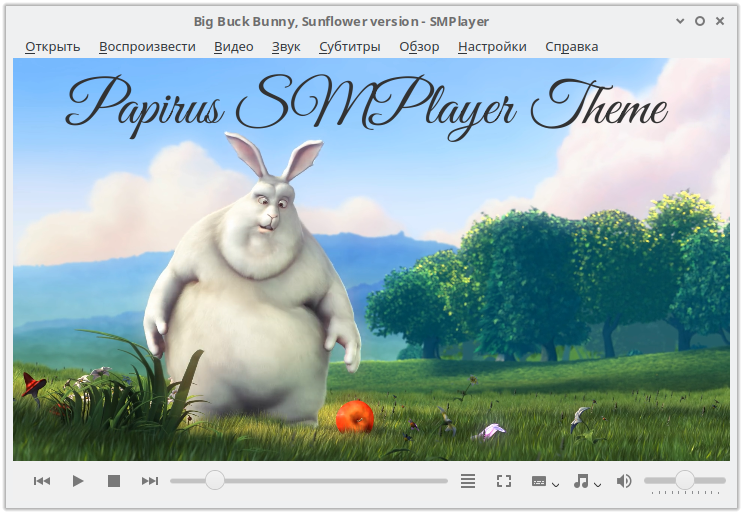 Big Buck Bunny, Sunflower version - SMPlayer
Открыть Воспроизвести Видео Звук Субтитры Обзор Настройки Справка
Papirus SMPlayer Theme